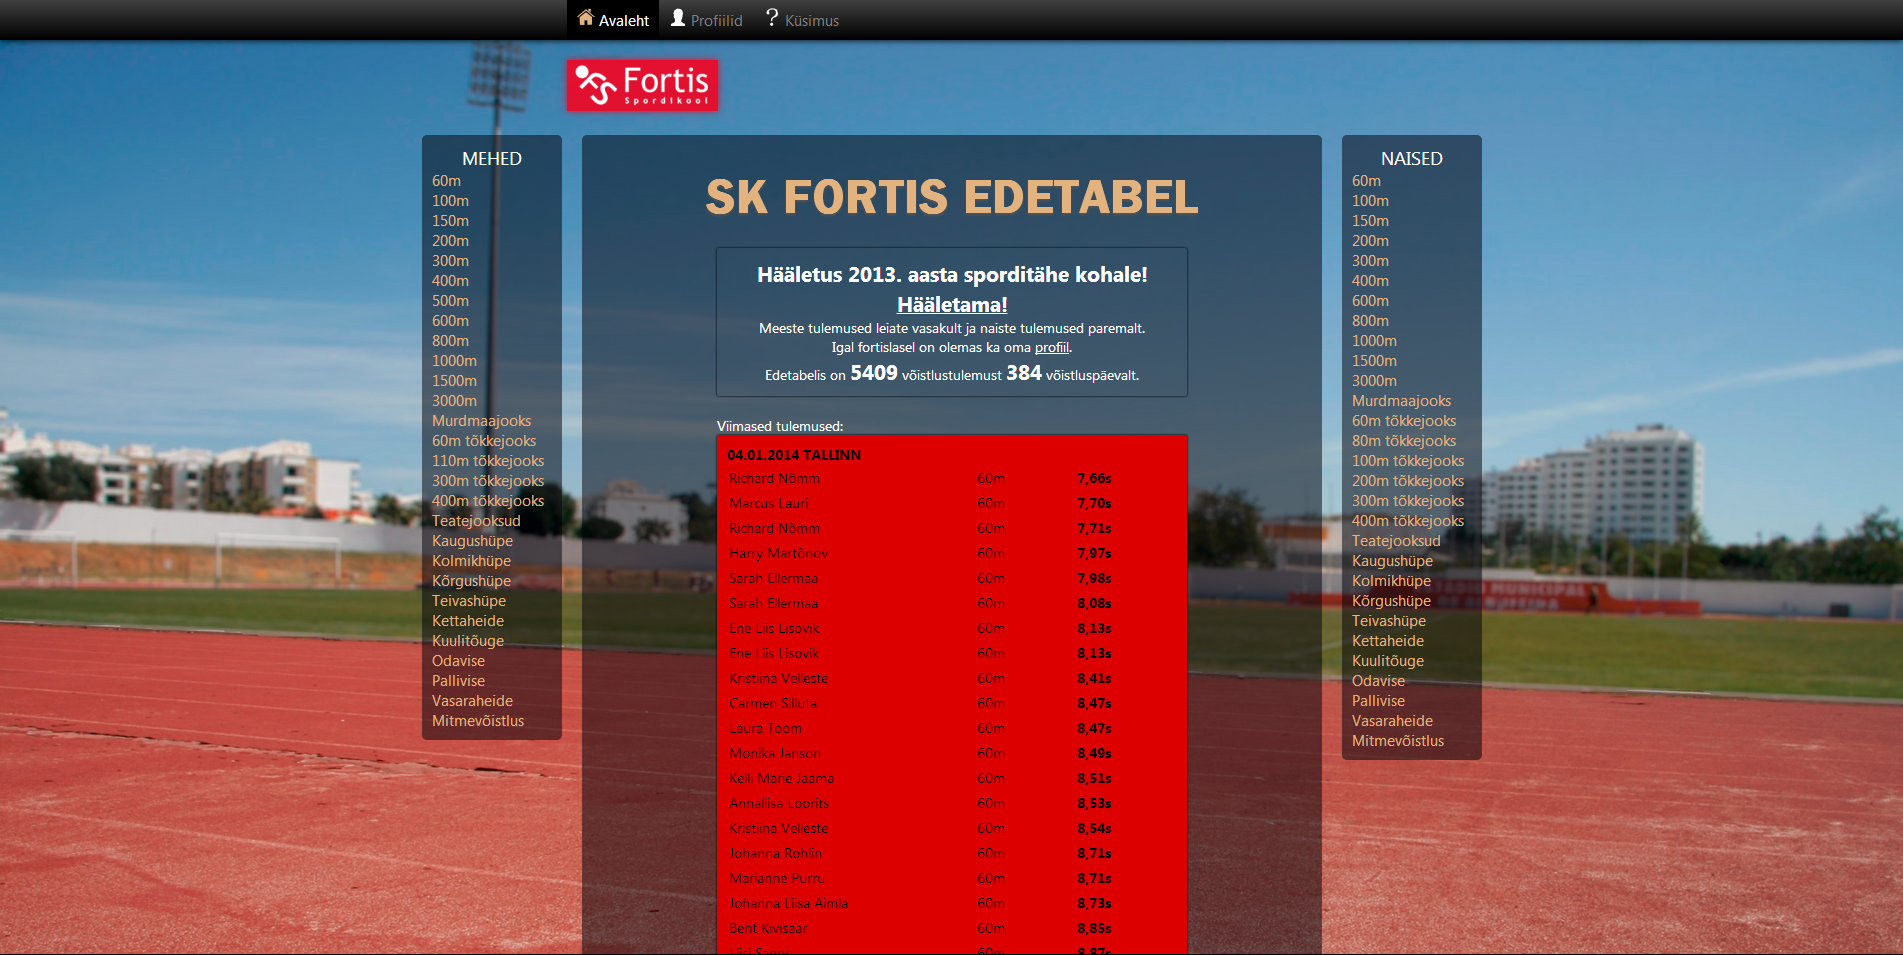 Avaleht Profiilid Küsimus
Fortis
Spordikool
MEHED
60m
100m
150m
200m
300m
400m
500m
600m
800m
1000m
1500m
3000m
Murdmaajooks
60m tõkkejooks
110m tõkkejooks
300m tõkkejooks
400m tõkkejooks
Teatejooksud
Kaugushüpe
Kolmikhüpe
Kõrgushüpe
Teivashüpe
Kettaheide
Kuulitõuge
Odavise
Pallivise
Vasaraheide
Mitmevõistlus
SK FORTIS EDETABEL
Hääletus 2013. aasta sporditähe kohale!
Hääletama!
Meeste tulemused leiate vasakult ja naiste tulemused paremalt.
Igal fortislasel on olemas ka oma profiil.
Edetabelis on 5409 võistlustulemust 384 võistluspäevalt.
Viimased tulemused:
04.01.2014 TALLINN
Richard Nõmm 60m 7,66s
Marcus Lauri 60m 7,70s
Richard Nõmm 60m 7,71s
Harry Martõnov 60m 7,97s
Sarah Ellermaa 60m 7,98s
Sarah Ellermaa 60m 8,08s
Ene Liis Lisovik 60m 8,13s
Ene Liis Lisovik 60m 8,13s
Kristiina Velleste 60m 8,41s
Carmen Silluta 60m 8,47s
Laura Toom 60m 8,47s
Monika Janson 60m 8,49s
Kelli Marie Jaama 60m 8,51s
Annaliisa Loorits 60m 8,53s
Kristiina Velleste 60m 8,54s
Johanna Rohlin 60m 8,71s
Marianne Purru 60m 8,71s
Johanna Liisa Aimla 60m 8,73s
Berit Kivisaar 60m 8,85s
60m 8,87s
NAISED
60m
100m
150m
200m
300m
400m
600m
800m
1000m
1500m
3000m
Murdmaajooks
60m tõkkejooks
80m tõkkejooks
100m tõkkejooks
200m tõkkejooks
300m tõkkejooks
400m tõkkejooks
Teatejooksud
Kaugushüpe
Kolmikhüpe
Kõrgushüpe
Teivashüpe
Kettaheide
Kuulitõuge
Odavise
Pallivise
Vasaraheide
Mitmevõistlus
MUNICIPAL